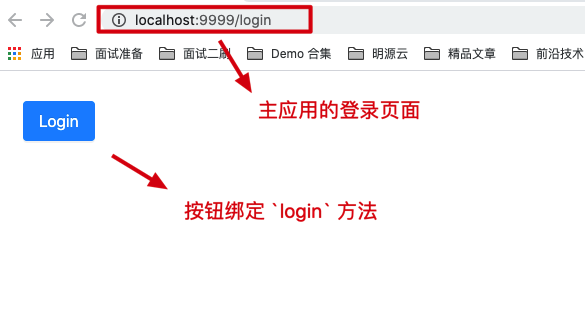 localhost:9999/login
应用 面试准备 面试二刷 Demo 合集 明源云 精品文章 前沿技术
主应用的登录页面
Login
按钮绑定 `login` 方法